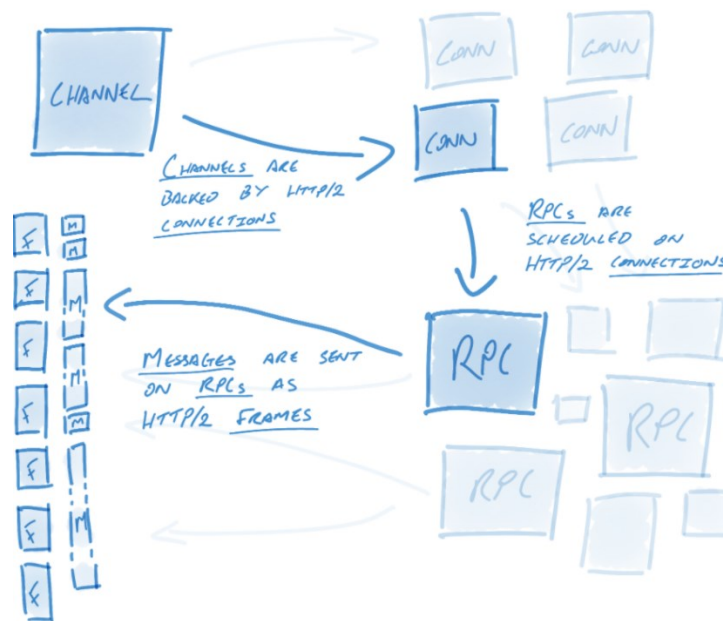 CHANNEL
CONN
CONN
CONN
CONN
CHANNELS ARE
BACKED BY HTTP/2
CONNECTIONS
RPCs ARE
SCHEDULED ON
HTTP/2 CONNECTIONS
RPC
RPC
RPC
MESSAGES ARE SENT
ON RPCs AS
HTTP/2 FRAMES
F
F
F
F
F
F
F
M
M
M
M
M
M